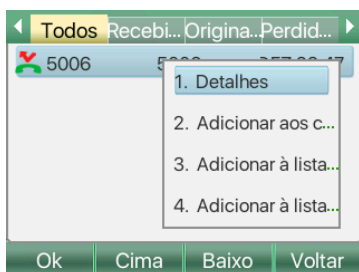 Todos Recebi... Origina... Perdid...
5006
1. Detalhes
2. Adicionar aos c...
3. Adicionar à lista...
4. Adicionar à lista...
Ok Cima Baixo Voltar